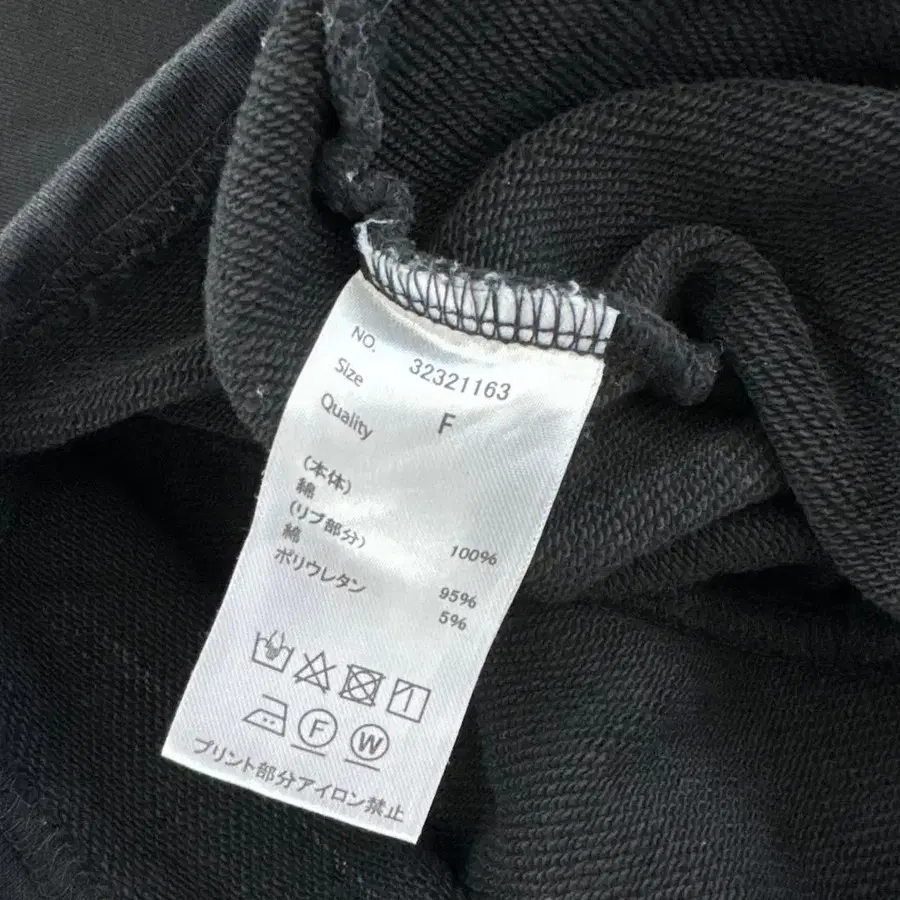 NO. 32321163
Size F
Quality
(本体)
綿 100%
(リブ部分)
綿 95%
ポリウレタン 5%
F W
プリント部分アイロン禁止